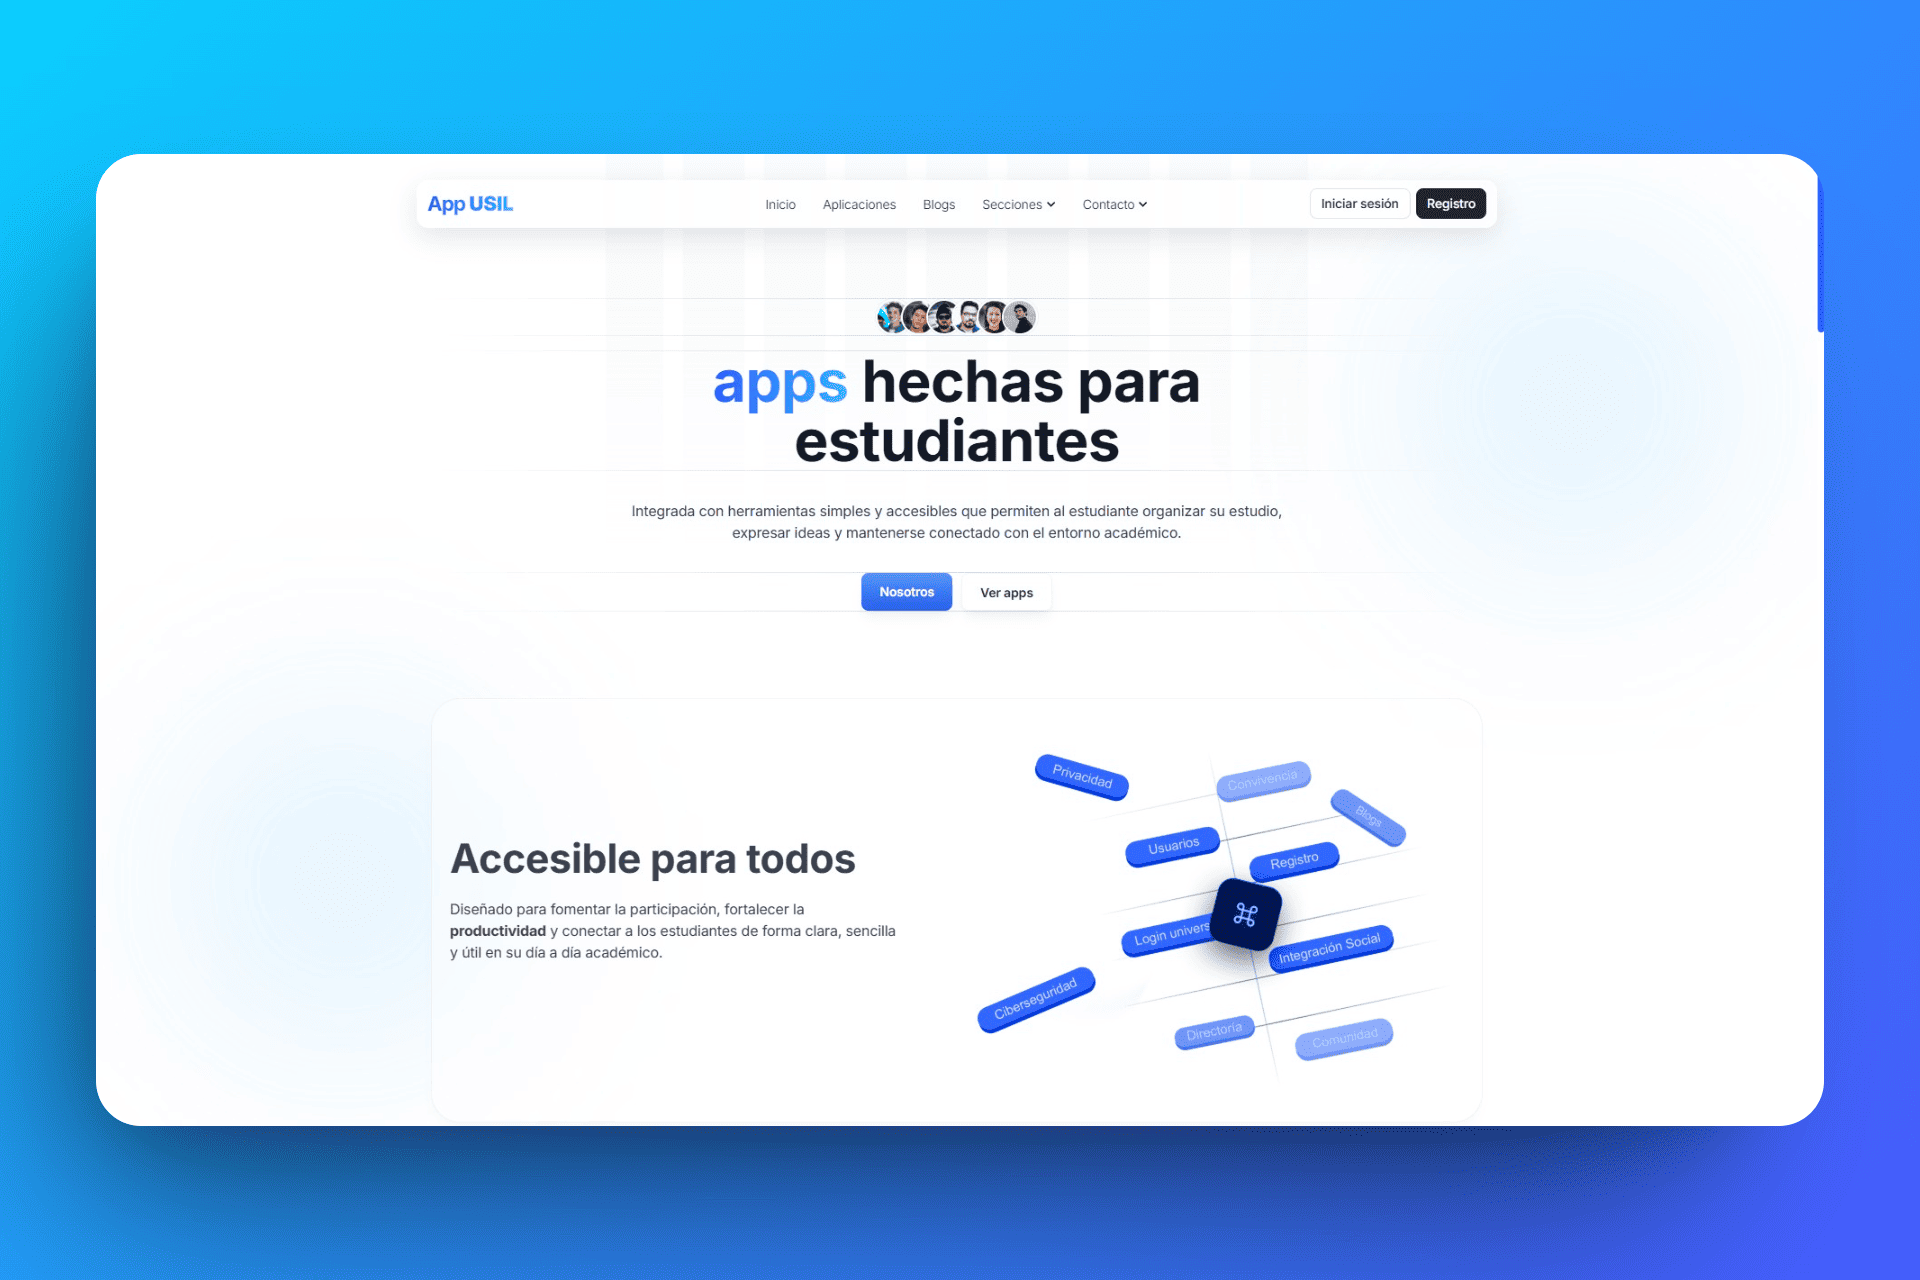 App USIL
Inicio
Aplicaciones
Blogs
Secciones
Contacto
Iniciar sesión
Registro
apps hechas para
estudiantes
Integrada con herramientas simples y accesibles que permiten al estudiante organizar su estudio,
expresar ideas y mantenerse conectado con el entorno académico.
Nosotros
Ver apps
Accesible para todos
Diseñado para fomentar la participación, fortalecer la
productividad y conectar a los estudiantes de forma clara, sencilla
y útil en su día a día académico.
Privacidad
Convivencia
Blogs
Usuarios
Registro
Login univers
Integración Social
Ciberseguridad
Directoria
Comunidad